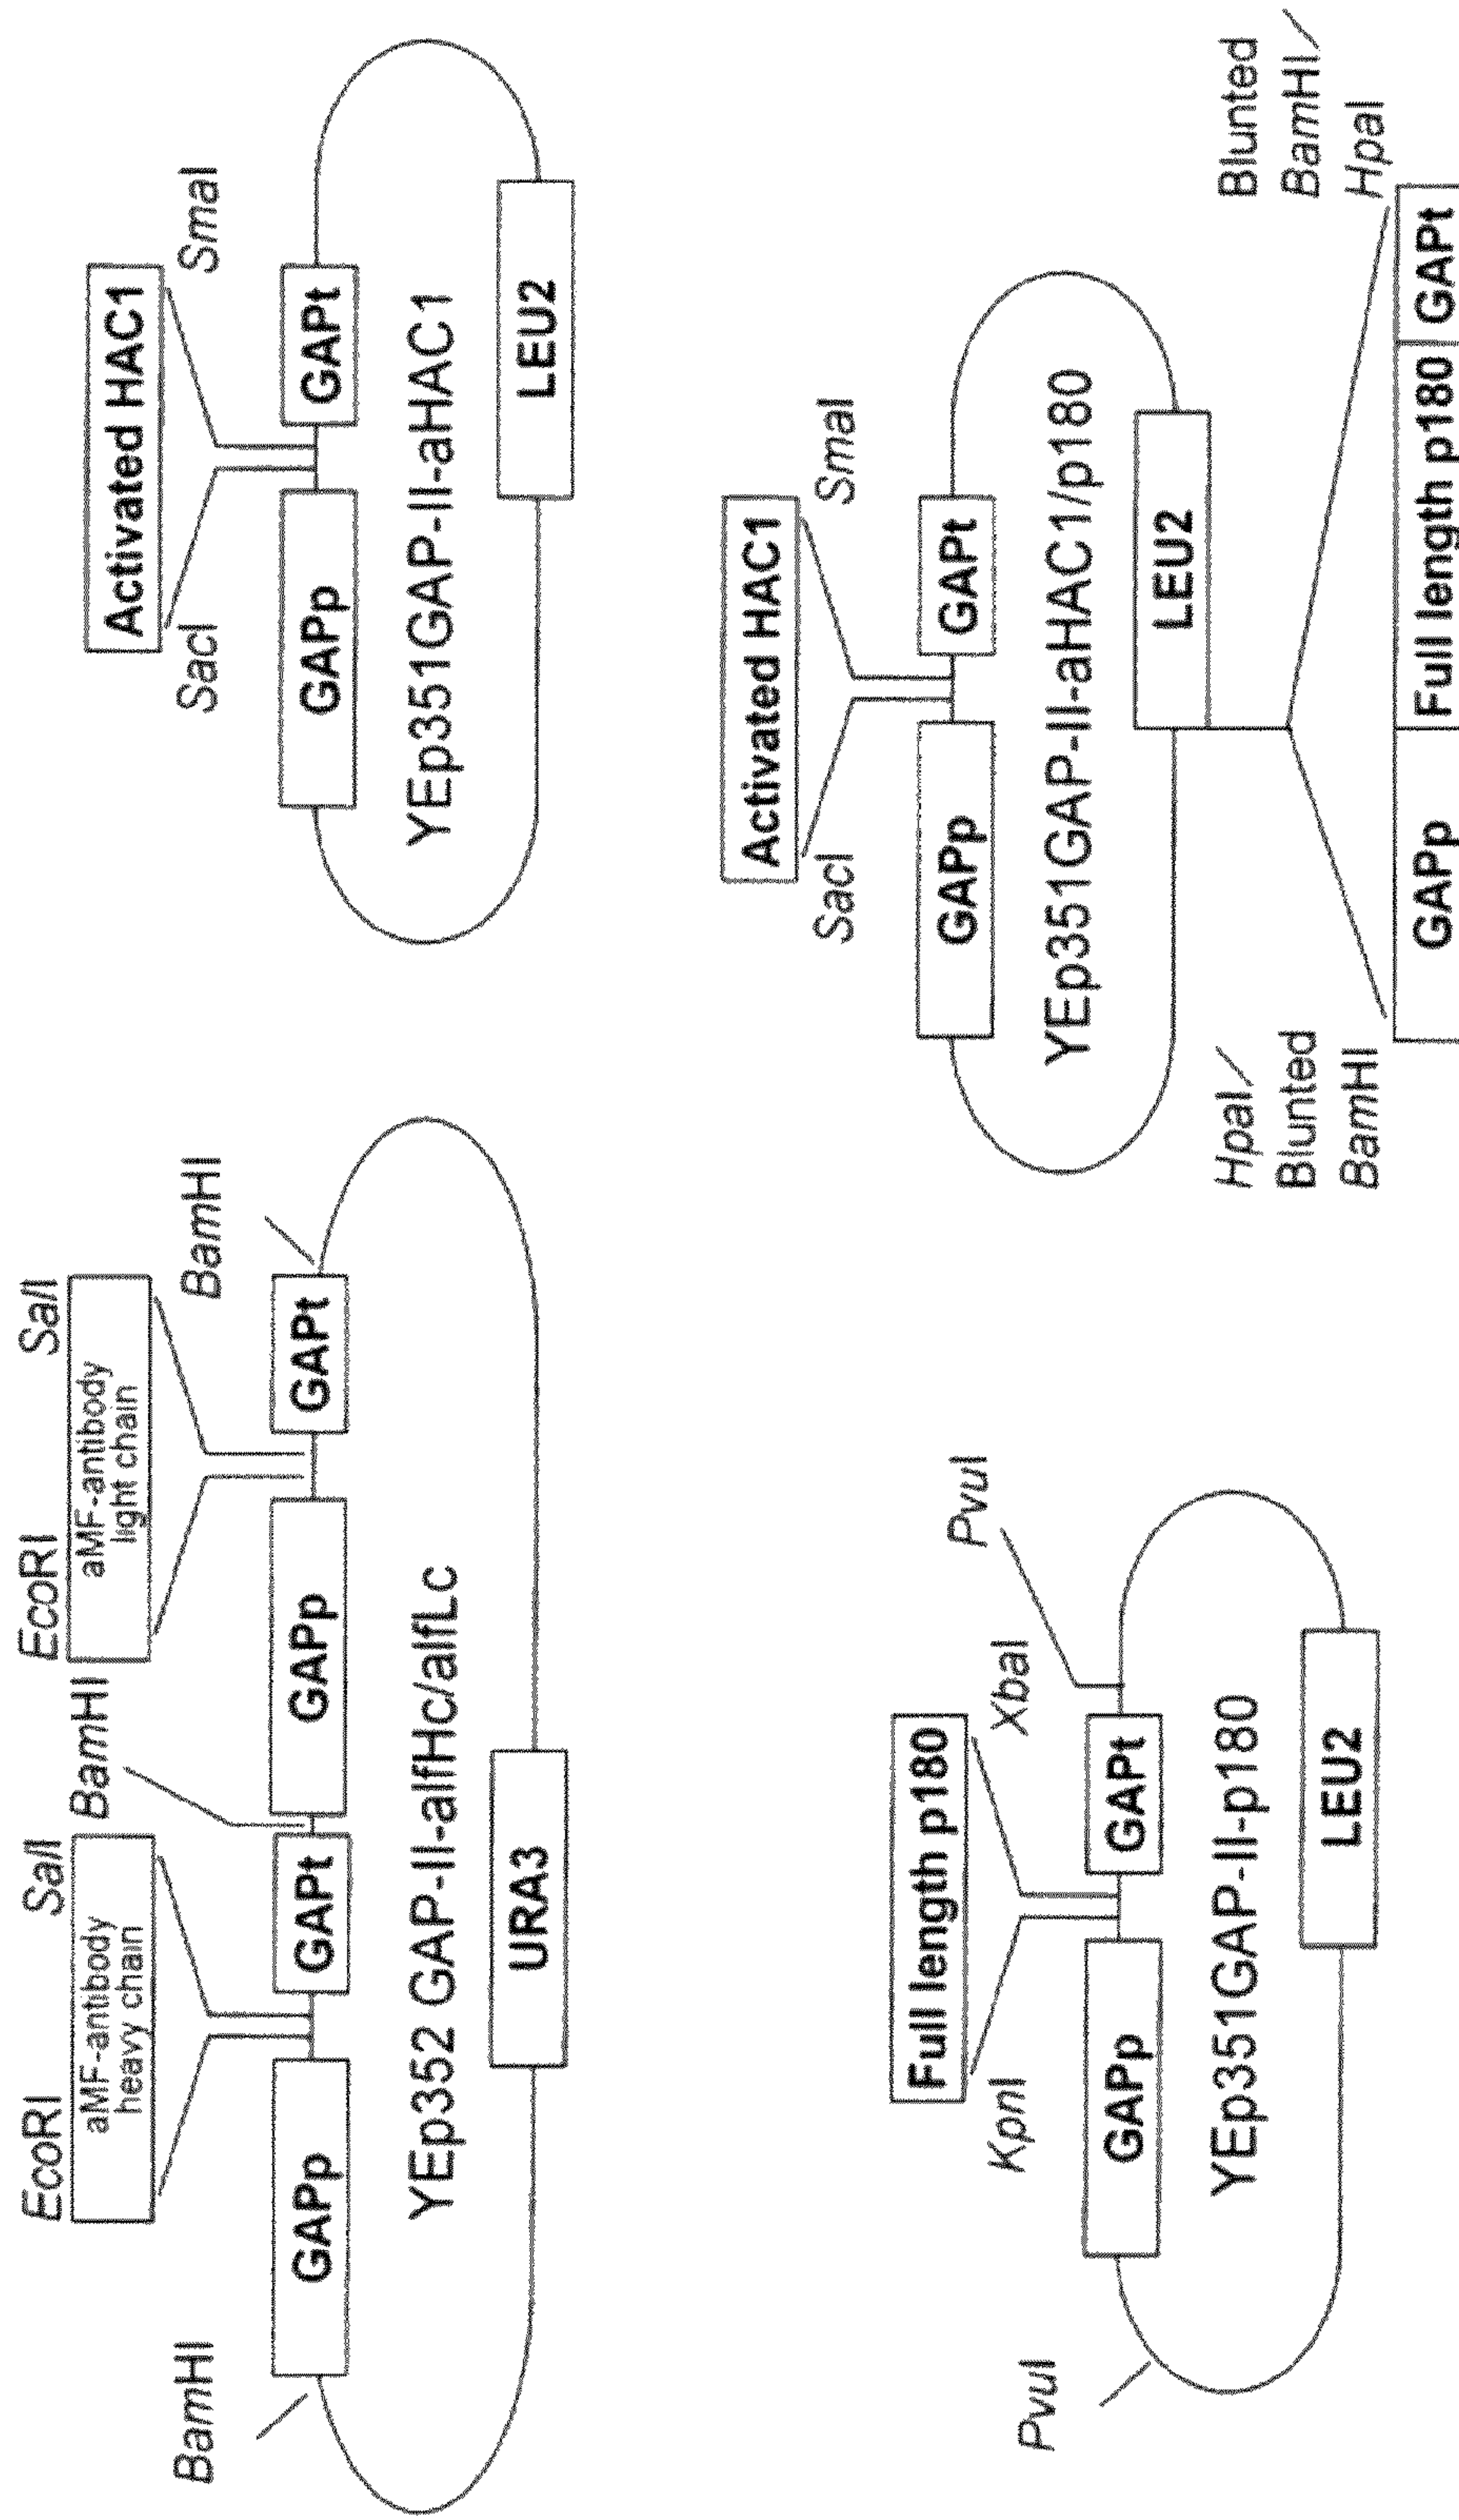 EcoRI
SalI
aMF-antibody
heavy chain
BamHI
EcoRI
SalI
aMF-antibody
light chain
BamHI
BamHI
GAPp
GAPt
GAPp
GAPt
YEp352 GAP-II-alfHc/alfLc
URA3
Activated HAC1
SacI
SmaI
GAPp
GAPt
YEp351GAP-II-aHAC1
LEU2
Full length p180
KpnI
XbaI
PvuI
PvuI
GAPp
GAPt
YEp351GAP-II-p180
LEU2
Activated HAC1
SacI
SmaI
GAPp
GAPt
YEp351GAP-II-aHAC1/p180
LEU2
HpaI/
Blunted
BamHI
Blunted
BamHI/
HpaI
GAPp
Full length p180
GAPt